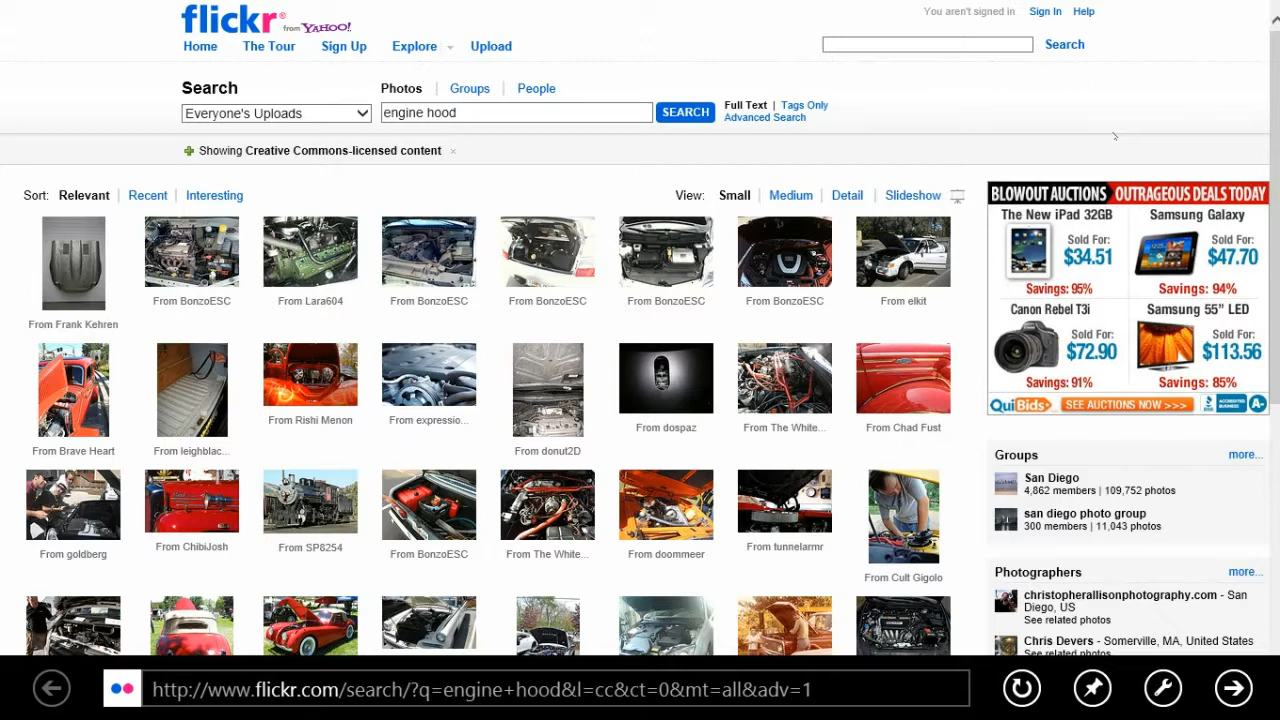 flickr® from YAHOO!
You aren't signed in Sign In Help
Home The Tour Sign Up Explore Upload
Search
Search Photos Groups People
Everyone's Uploads engine hood SEARCH Full Text | Tags Only
Advanced Search
Showing Creative Commons-licensed content ×
Sort: Relevant | Recent | Interesting View: Small | Medium | Detail | Slideshow
From Frank Kehren
From BonzoESC
From Lara604
From BonzoESC
From BonzoESC
From BonzoESC
From BonzoESC
From elkit
From Brave Heart
From leighblac...
From Rishi Menon
From expressio...
From donut2D
From dospaz
From The White...
From Chad Fust
From goldberg
From ChibiJosh
From SP8254
From BonzoESC
From The White...
From doommeer
From tunnelarmr
From Cult Gigolo
BLOWOUT AUCTIONS OUTRAGEOUS DEALS TODAY
The New iPad 32GB
Sold For:
$34.51
Savings: 95%
Samsung Galaxy
Sold For:
$47.70
Savings: 94%
Canon Rebel T3i
Sold For:
$72.90
Savings: 91%
Samsung 55" LED
Sold For:
$113.56
Savings: 85%
QuiBids SEE AUCTIONS NOW >>> BBB ACCREDITED BUSINESS A-
Groups more...
San Diego
4,862 members | 109,752 photos
san diego photo group
300 members | 11,043 photos
Photographers more...
christopherallisonphotography.com - San
Diego, US
See related photos
Chris Devers - Somerville, MA, United States
See related photos
http://www.flickr.com/search/?q=engine+hood&l=cc&ct=0&mt=all&adv=1